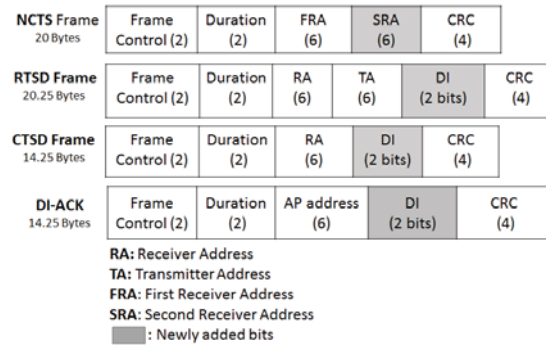 NCTS Frame
20 Bytes
Frame Control (2)
Duration (2)
FRA (6)
SRA (6)
CRC (4)
RTSD Frame
20.25 Bytes
Frame Control (2)
Duration (2)
RA (6)
TA (6)
DI (2 bits)
CRC (4)
CTSD Frame
14.25 Bytes
Frame Control (2)
Duration (2)
RA (6)
DI (2 bits)
CRC (4)
DI-ACK
14.25 Bytes
Frame Control (2)
Duration (2)
AP address (6)
DI (2 bits)
CRC (4)
RA: Receiver Address
TA: Transmitter Address
FRA: First Receiver Address
SRA: Second Receiver Address
: Newly added bits